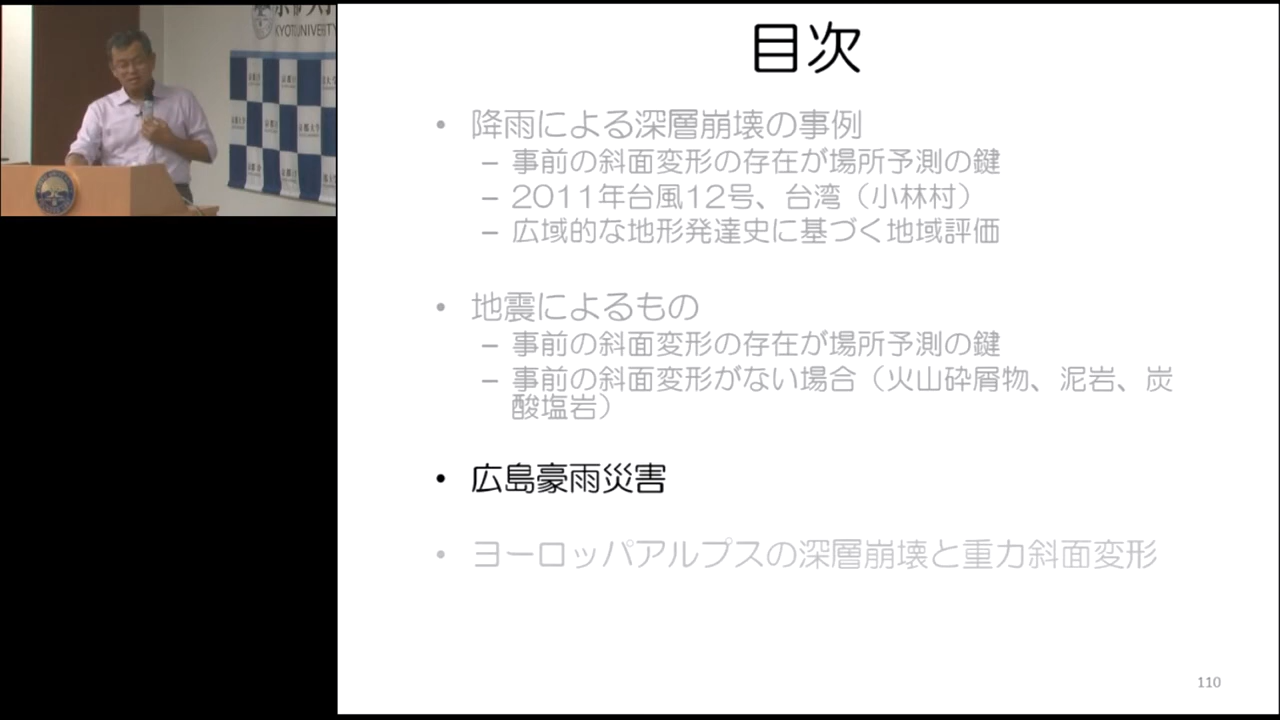 KYOTO UNIVERSITY
目次
• 降雨による深層崩壊の事例
– 事前の斜面変形の存在が場所予測の鍵
– 2011年台風12号、台湾（小林村）
– 広域的な地形発達史に基づく地域評価
• 地震によるもの
– 事前の斜面変形の存在が場所予測の鍵
– 事前の斜面変形がない場合（火山砕屑物、泥岩、炭
酸塩岩）
• 広島豪雨災害
• ヨーロッパアルプスの深層崩壊と重力斜面変形
110